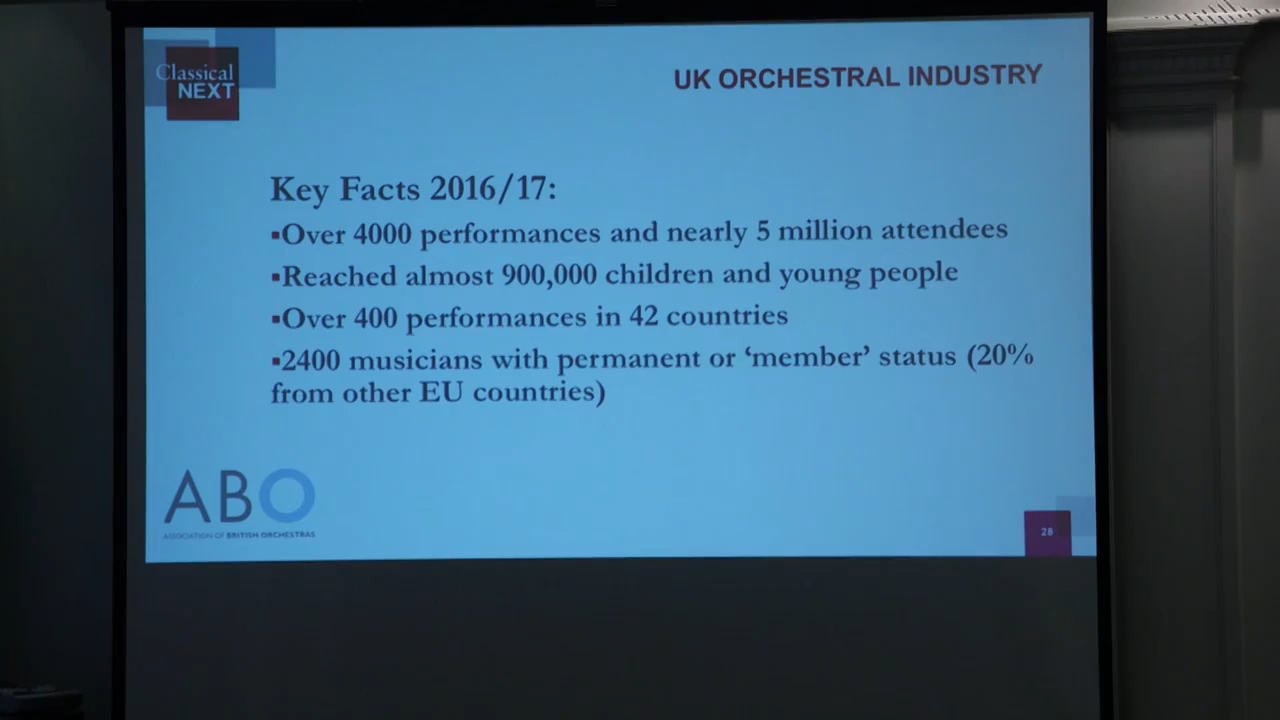 Classical
NEXT
UK ORCHESTRAL INDUSTRY
Key Facts 2016/17:
▪Over 4000 performances and nearly 5 million attendees
▪Reached almost 900,000 children and young people
▪Over 400 performances in 42 countries
▪2400 musicians with permanent or ‘member’ status (20%
from other EU countries)
ABO
ASSOCIATION OF BRITISH ORCHESTRAS
28